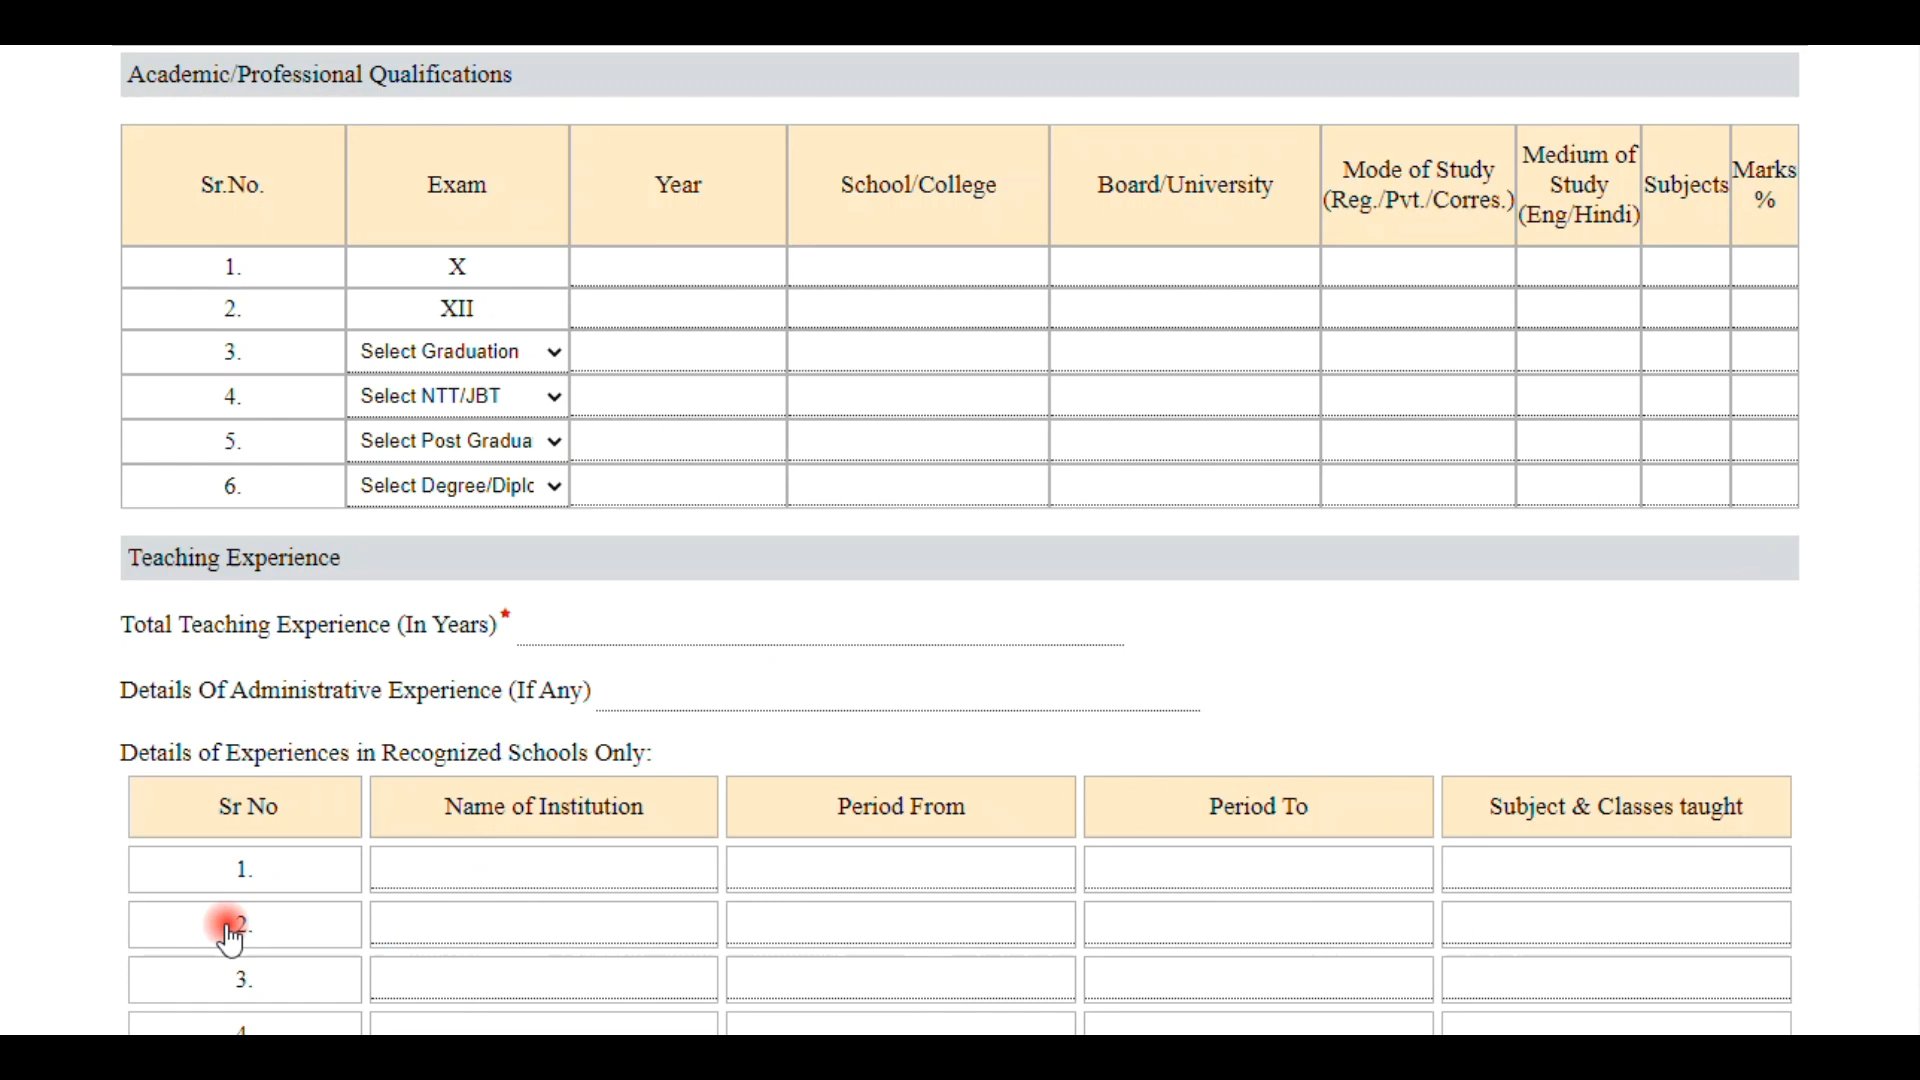 Academic/Professional Qualifications
Sr.No. Exam Year School/College Board/University Mode of Study (Reg./Pvt./Corres.) Medium of Study (Eng/Hindi) Subjects Marks %
1. X
2. XII
3. Select Graduation
4. Select NTT/JBT
5. Select Post Gradua
6. Select Degree/Diplc
Teaching Experience
Total Teaching Experience (In Years)*
Details Of Administrative Experience (If Any)
Details of Experiences in Recognized Schools Only:
Sr No Name of Institution Period From Period To Subject & Classes taught
1.
2.
3.
4.